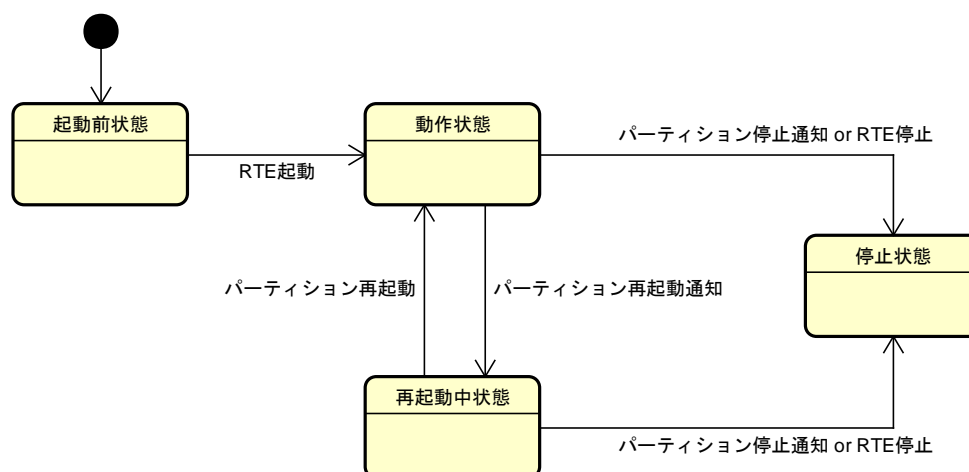 起動前状態
動作状態
パーティション停止通知 or RTE停止
RTE起動
停止状態
パーティション再起動
パーティション再起動通知
再起動中状態
パーティション停止通知 or RTE停止